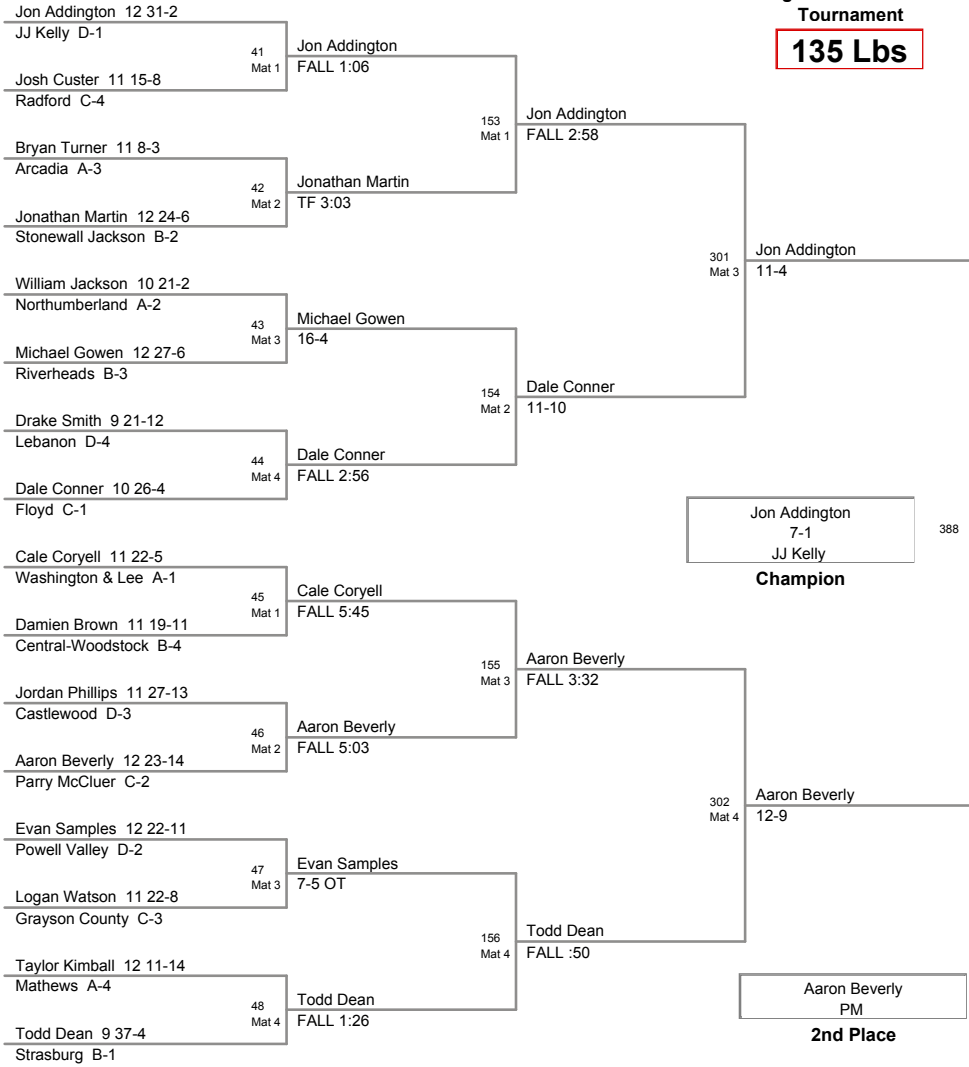 Tournament
135 Lbs
Jon Addington 12 31-2
JJ Kelly D-1
41
Mat 1
Jon Addington
FALL 1:06
Josh Custer 11 15-8
Radford C-4
153
Mat 1
Jon Addington
FALL 2:58
Bryan Turner 11 8-3
Arcadia A-3
42
Mat 2
Jonathan Martin
TF 3:03
Jonathan Martin 12 24-6
Stonewall Jackson B-2
301
Mat 3
Jon Addington
11-4
William Jackson 10 21-2
Northumberland A-2
43
Mat 3
Michael Gowen
16-4
Michael Gowen 12 27-6
Riverheads B-3
154
Mat 2
Dale Conner
11-10
Drake Smith 9 21-12
Lebanon D-4
44
Mat 4
Dale Conner
FALL 2:56
Dale Conner 10 26-4
Floyd C-1
Jon Addington
7-1
JJ Kelly
388
Champion
Cale Coryell 11 22-5
Washington & Lee A-1
45
Mat 1
Cale Coryell
FALL 5:45
Damien Brown 11 19-11
Central-Woodstock B-4
155
Mat 3
Aaron Beverly
FALL 3:32
Jordan Phillips 11 27-13
Castlewood D-3
46
Mat 2
Aaron Beverly
FALL 5:03
Aaron Beverly 12 23-14
Parry McCluer C-2
302
Mat 4
Aaron Beverly
12-9
Evan Samples 12 22-11
Powell Valley D-2
47
Mat 3
Evan Samples
7-5 OT
Logan Watson 11 22-8
Grayson County C-3
156
Mat 4
Todd Dean
FALL :50
Taylor Kimball 12 11-14
Mathews A-4
48
Mat 4
Todd Dean
FALL 1:26
Todd Dean 9 37-4
Strasburg B-1
Aaron Beverly
PM
2nd Place